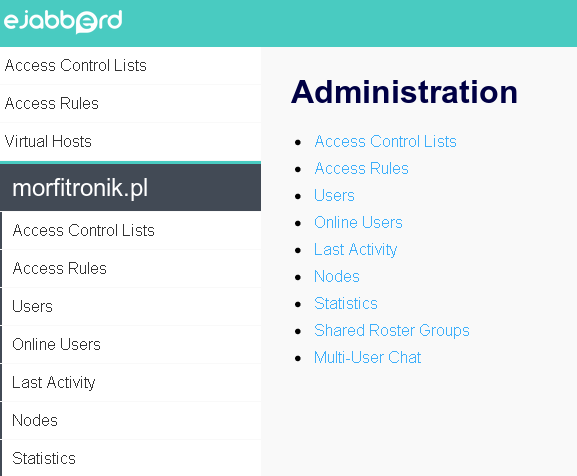 ejabberd
Access Control Lists
Access Rules
Virtual Hosts
morfitronik.pl
Access Control Lists
Access Rules
Users
Online Users
Last Activity
Nodes
Statistics
Administration
Access Control Lists
Access Rules
Users
Online Users
Last Activity
Nodes
Statistics
Shared Roster Groups
Multi-User Chat